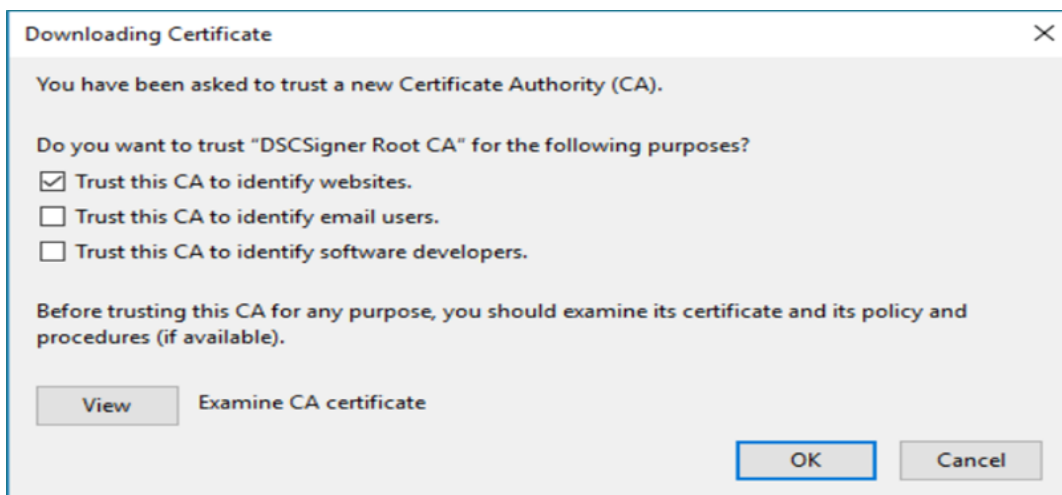 Downloading Certificate
You have been asked to trust a new Certificate Authority (CA).
Do you want to trust “DSCSigner Root CA” for the following purposes?
Trust this CA to identify websites.
Trust this CA to identify email users.
Trust this CA to identify software developers.
Before trusting this CA for any purpose, you should examine its certificate and its policy and
procedures (if available).
View Examine CA certificate
OK Cancel